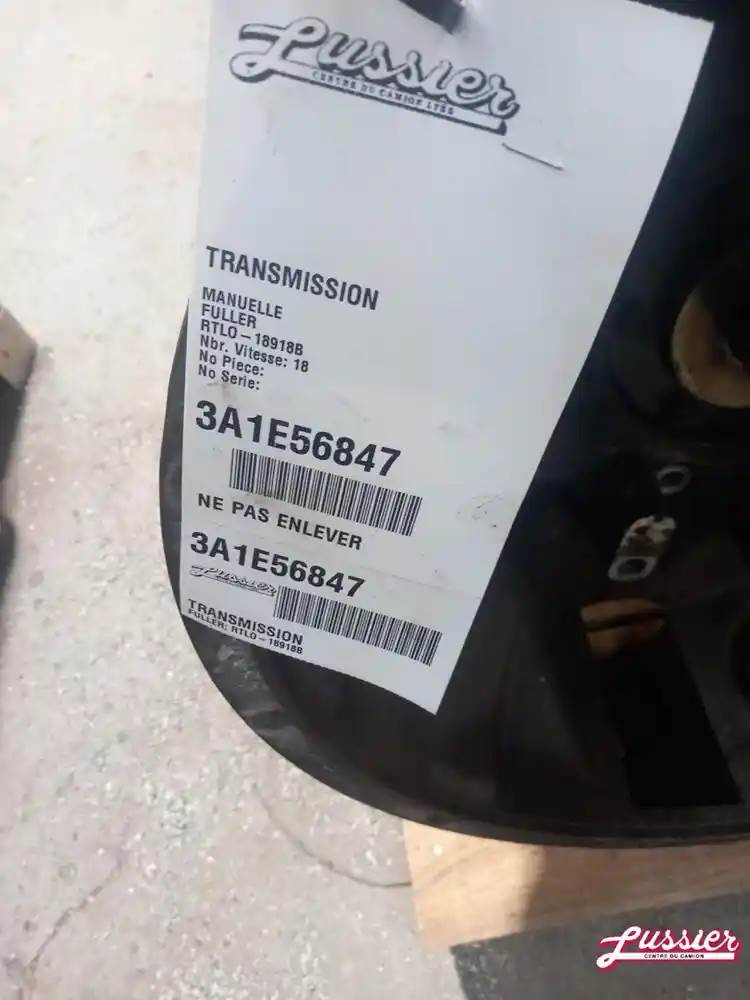 Lussier
CENTRE DU CAMION LTÉE
TRANSMISSION
MANUELLE
FULLER
RTLO-18918B
Nbr. Vitesse: 18
No Piece:
No Serie:
3A1E56847
NE PAS ENLEVER
3A1E56847
Lussier
TRANSMISSION
FULLER: RTLO-18918B
Lussier
CENTRE DU CAMION